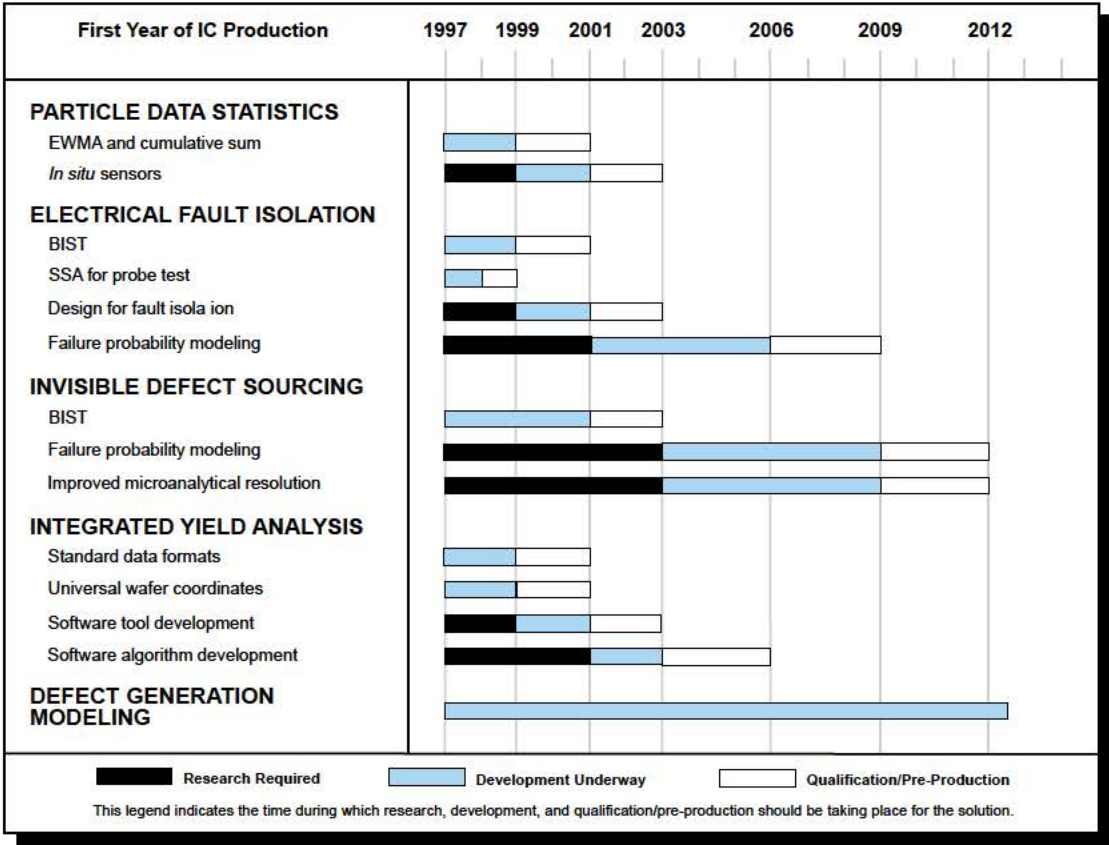 First Year of IC Production 1997 1999 2001 2003 2006 2009 2012
PARTICLE DATA STATISTICS
EWMA and cumulative sum
In situ sensors
ELECTRICAL FAULT ISOLATION
BIST
SSA for probe test
Design for fault isola ion
Failure probability modeling
INVISIBLE DEFECT SOURCING
BIST
Failure probability modeling
Improved microanalytical resolution
INTEGRATED YIELD ANALYSIS
Standard data formats
Universal wafer coordinates
Software tool development
Software algorithm development
DEFECT GENERATION
MODELING
Research Required Development Underway Qualification/Pre-Production
This legend indicates the time during which research, development, and qualification/pre-production should be taking place for the solution.